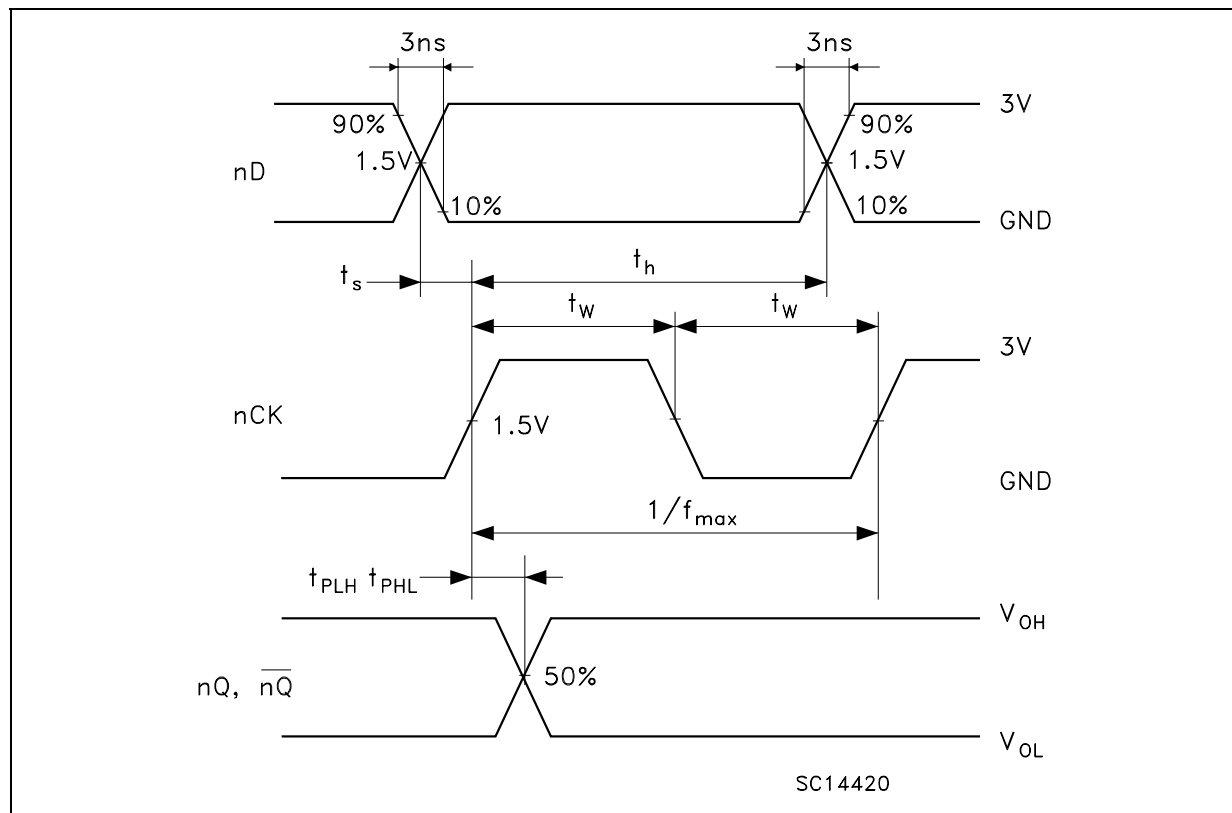 3ns 3ns
3V
90% 90%
1.5V 1.5V
nD
10% 10%
GND
t_s t_h
t_W t_W
3V
nCK
1.5V
GND
1/f_max
t_PLH t_PHL
V_OH
nQ, n̅Q̅ 50%
V_OL
SC14420